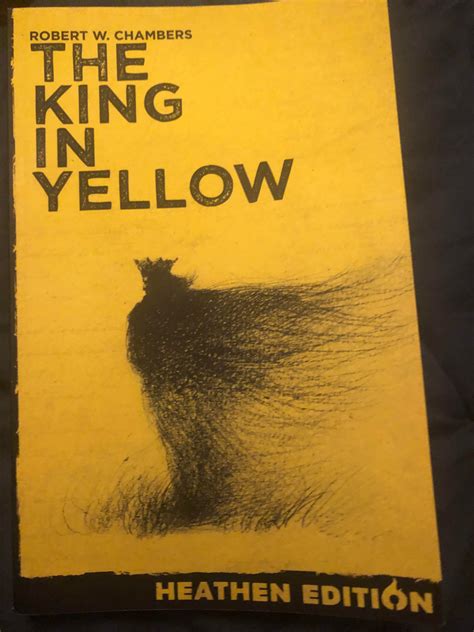 ROBERT W. CHAMBERS
THE
KING
IN
YELLOW
HEATHEN EDITION